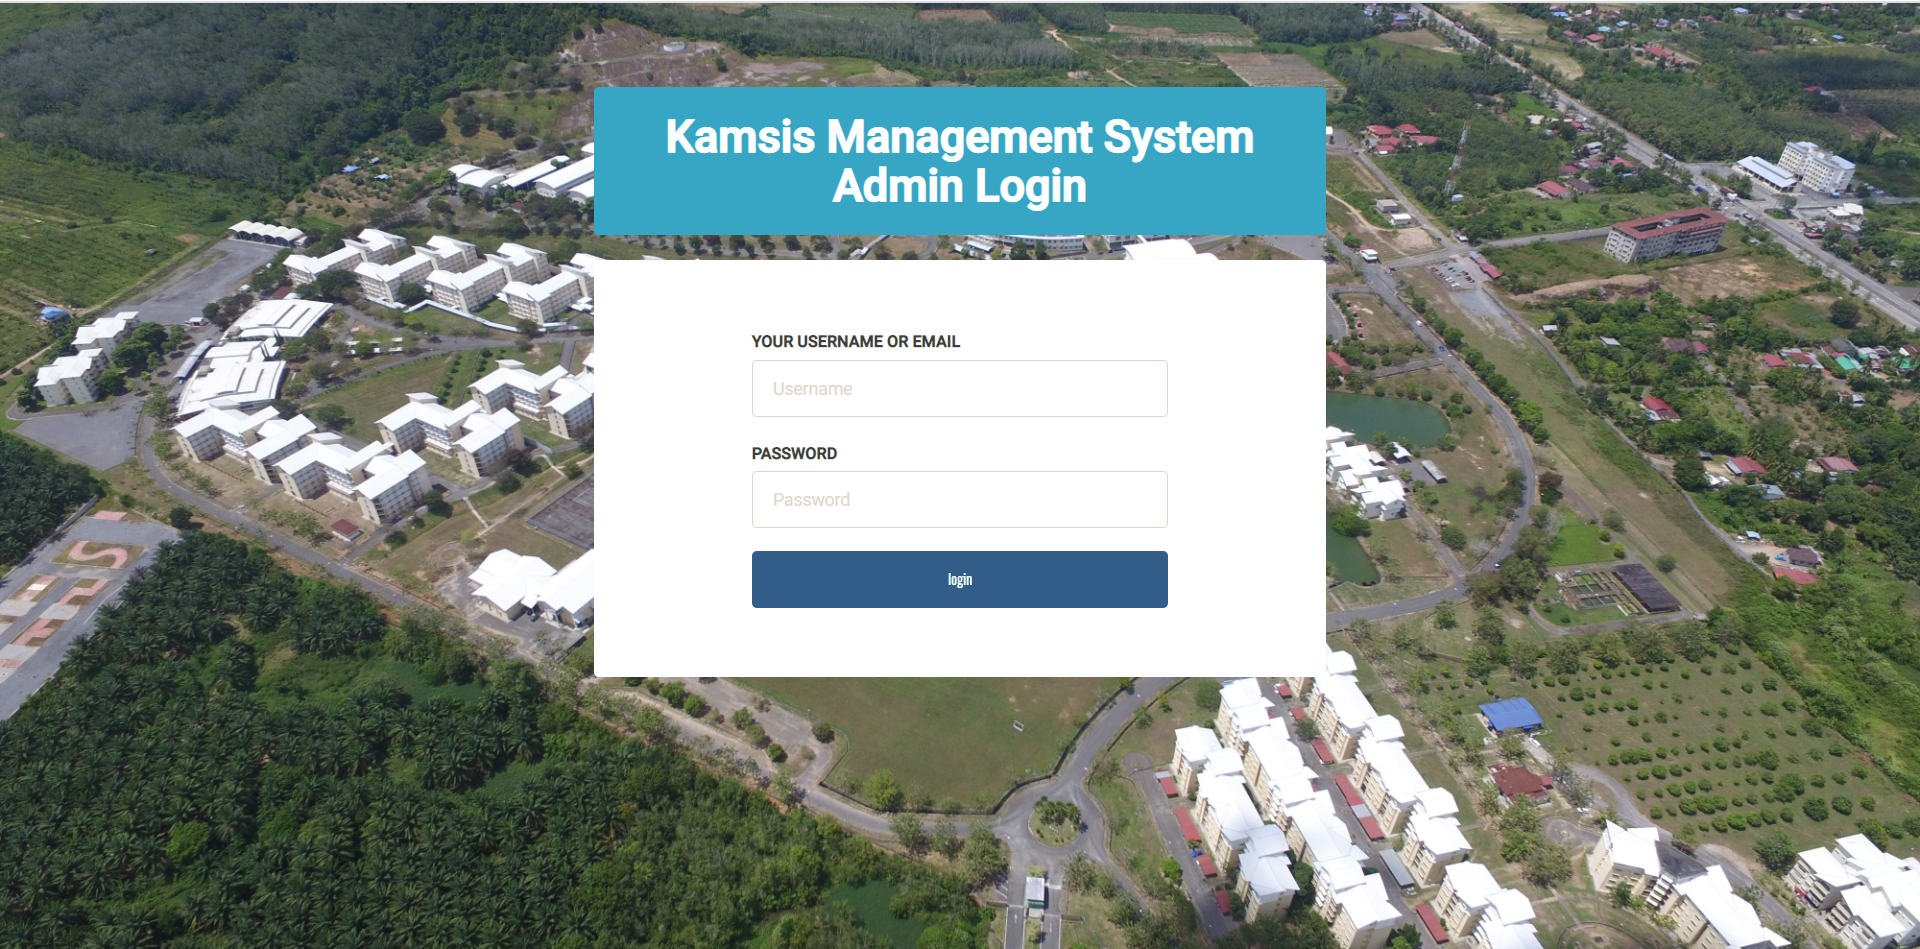 Kamsis Management System
Admin Login
YOUR USERNAME OR EMAIL
Username
PASSWORD
Password
login